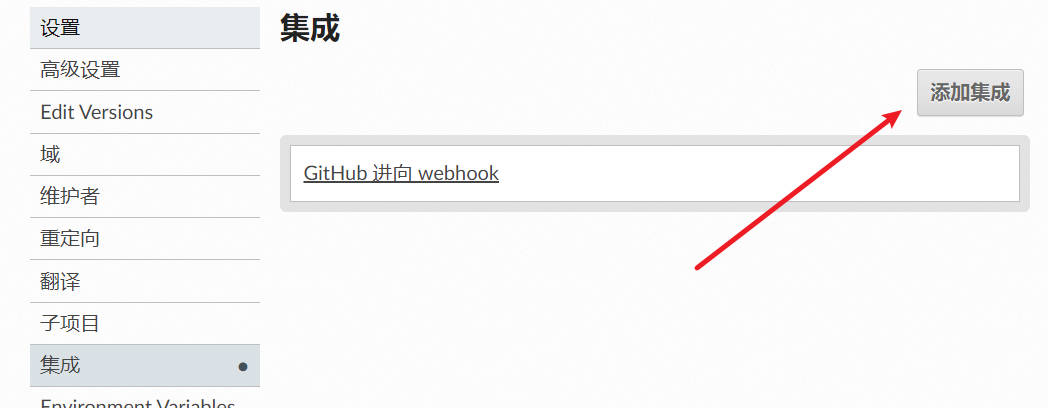 设置
高级设置
Edit Versions
域
维护者
重定向
翻译
子项目
集成
Environment Variables
集成
添加集成
GitHub 进向 webhook